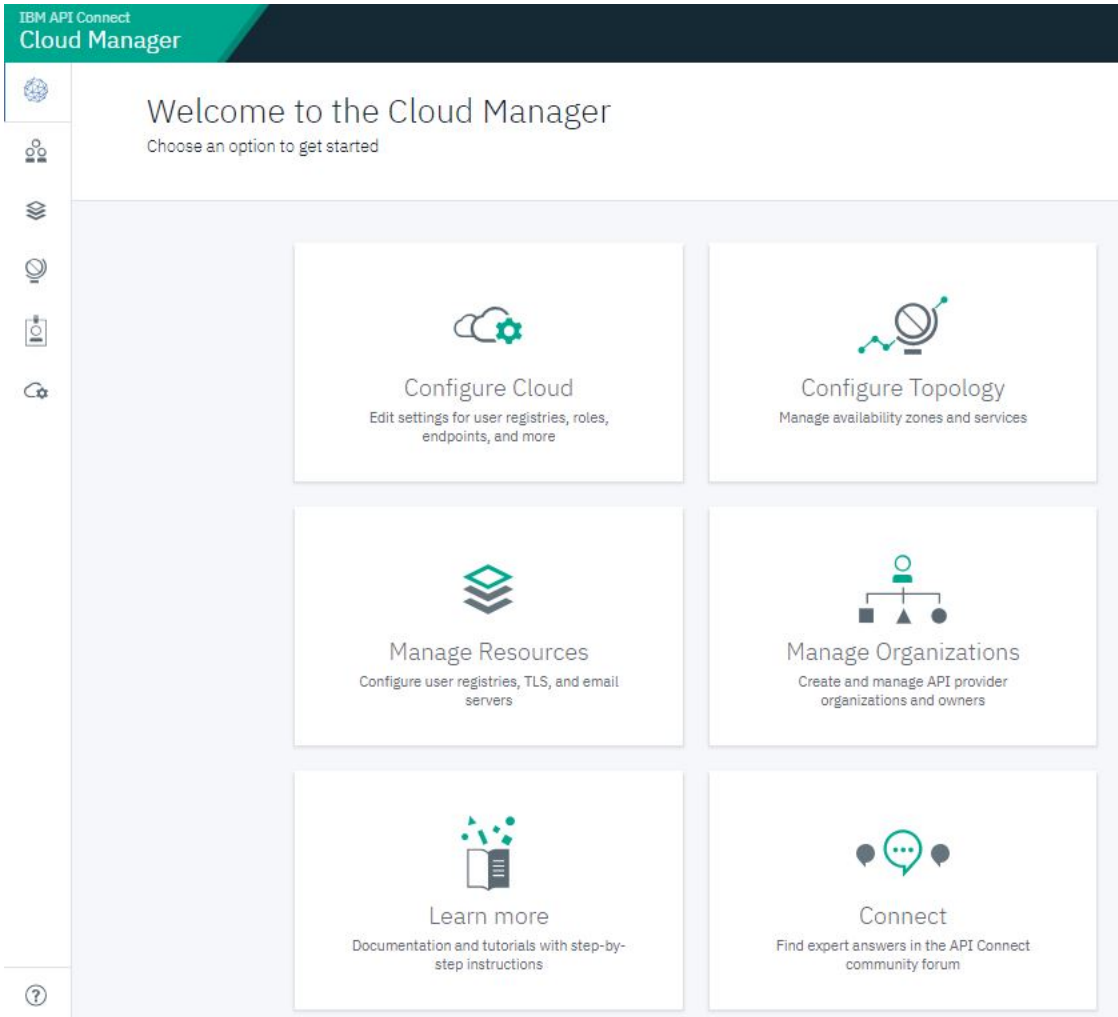 IBM API Connect
Cloud Manager
Welcome to the Cloud Manager
Choose an option to get started
Configure Cloud
Edit settings for user registries, roles,
endpoints, and more
Configure Topology
Manage availability zones and services
Manage Resources
Configure user registries, TLS, and email
servers
Manage Organizations
Create and manage API provider
organizations and owners
Learn more
Documentation and tutorials with step-by-
step instructions
Connect
Find expert answers in the API Connect
community forum
?